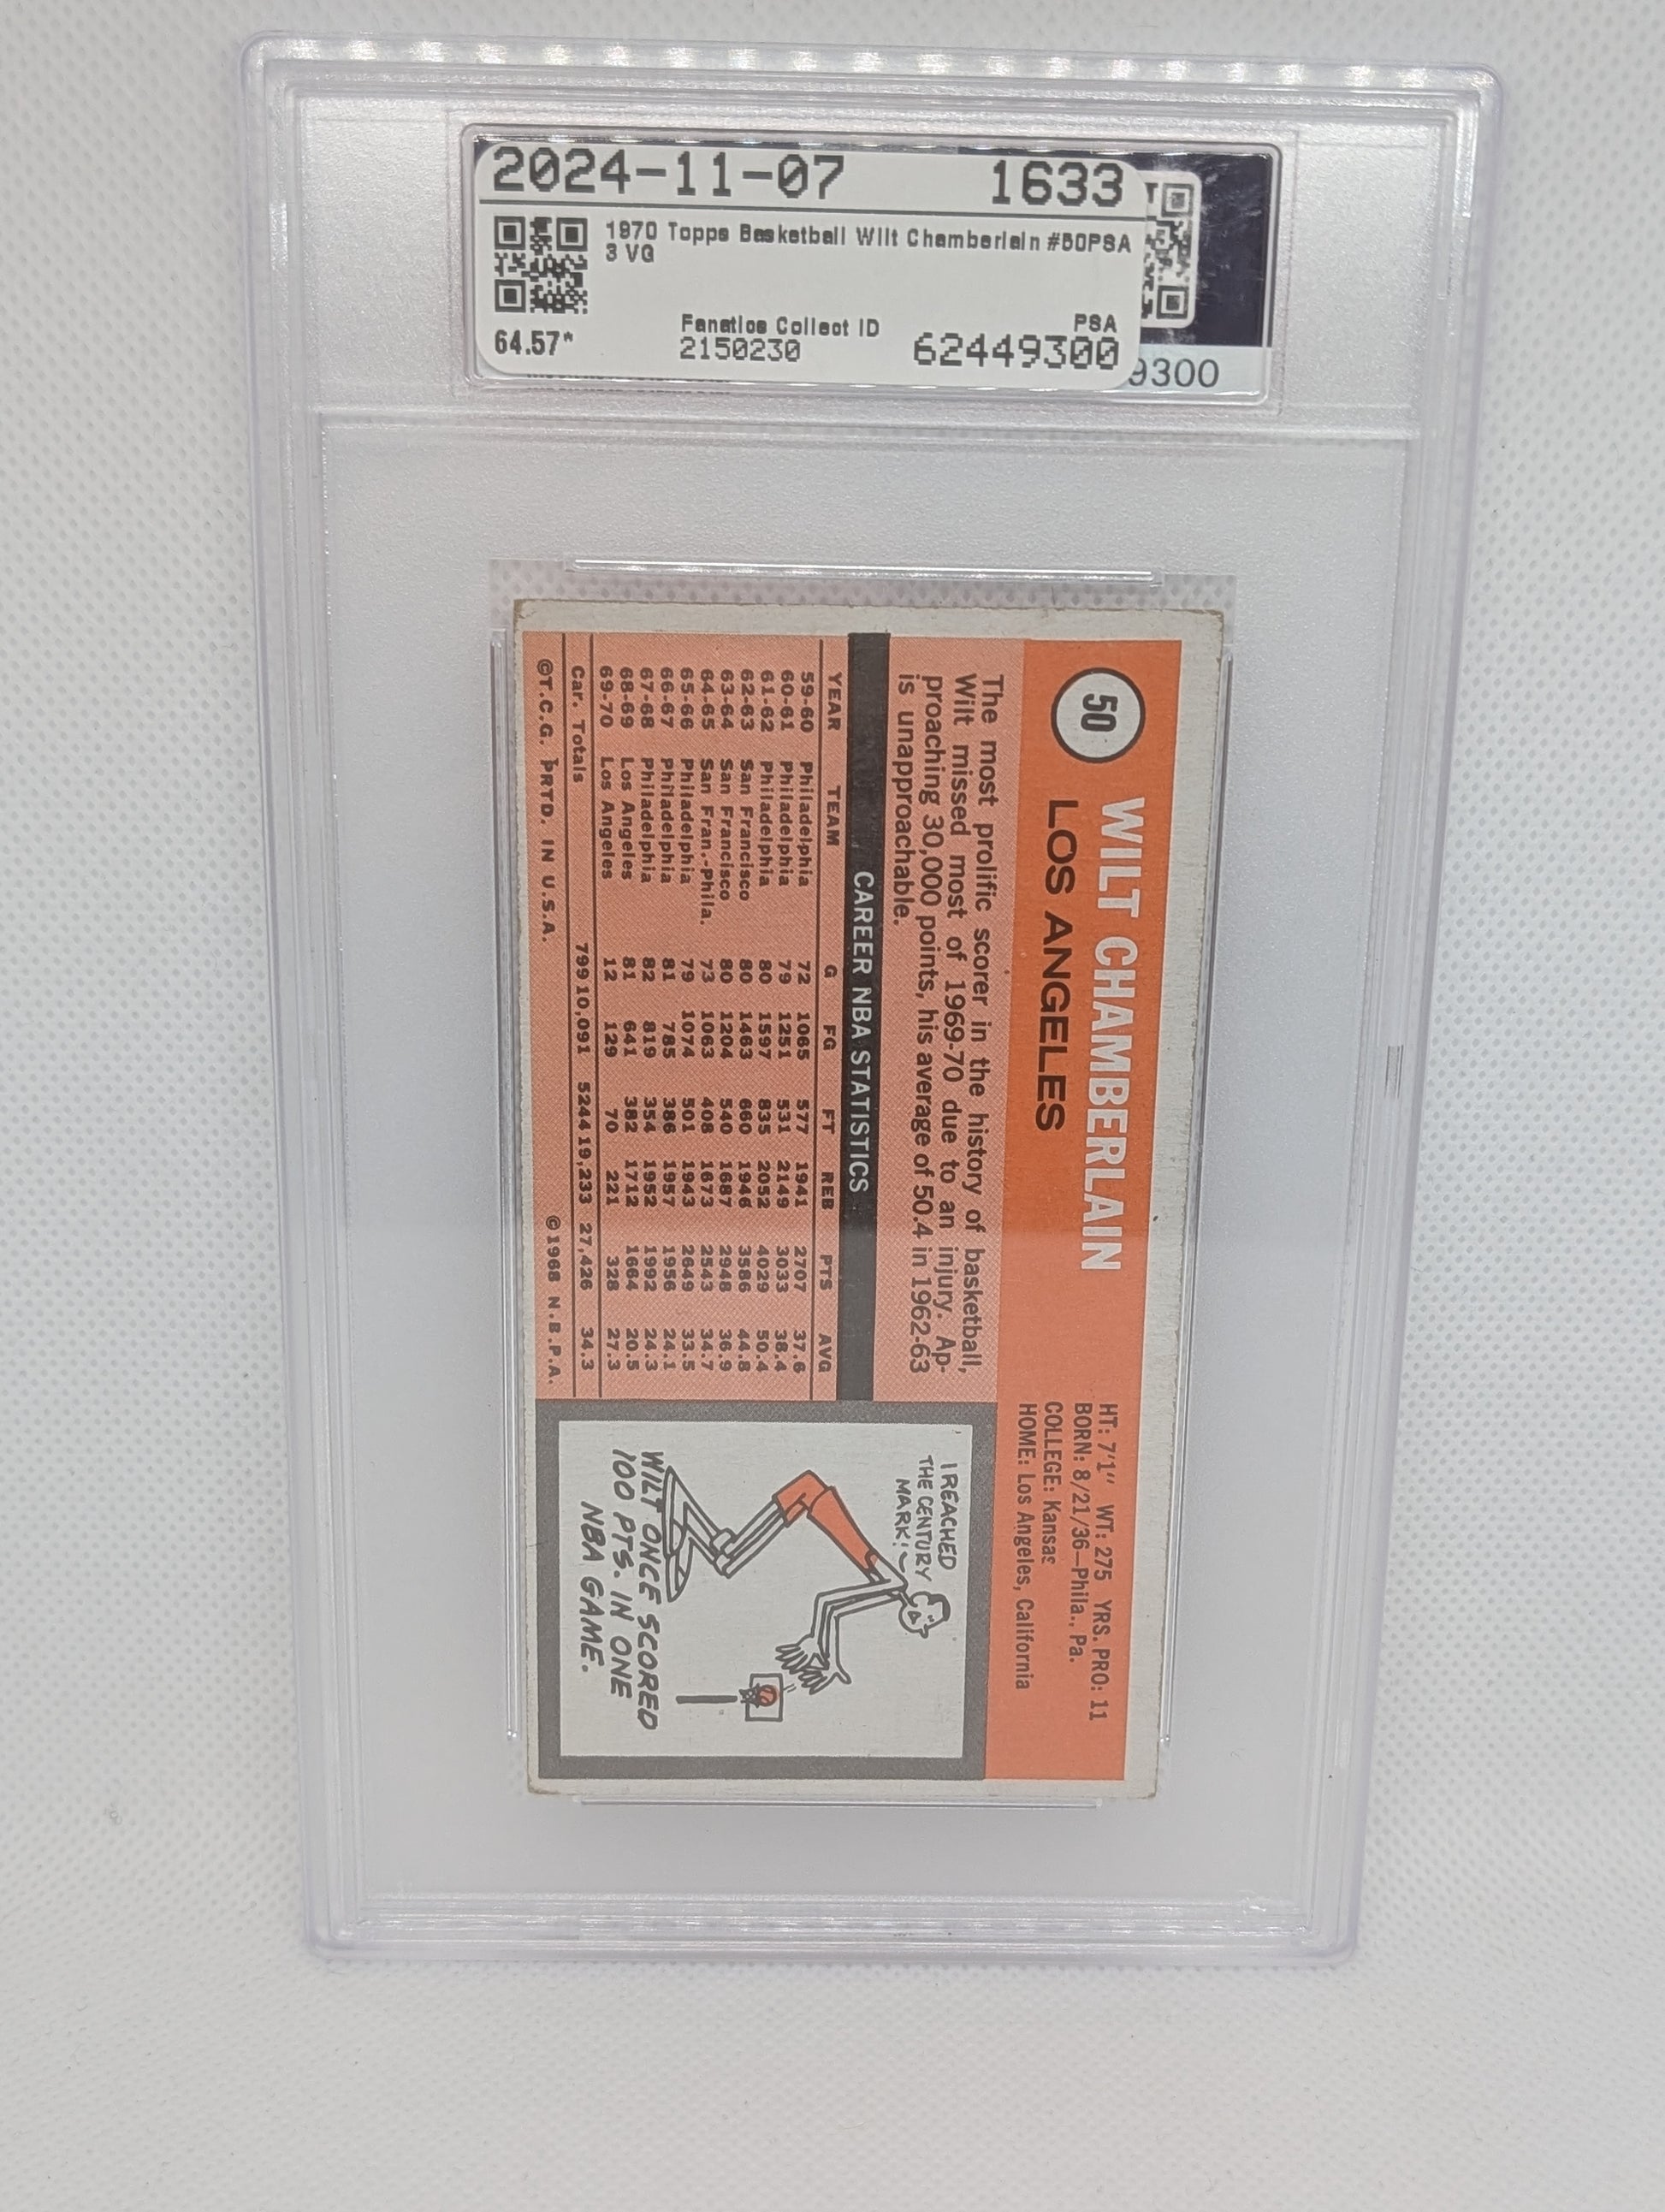 2024-11-07 1633
1970 Topps Basketball Wilt Chamberlain #50PSA
3 VG
64.57*
Fanatics Collect ID
2150230
PSA
62449300
9300
50
WILT CHAMBERLAIN
LOS ANGELES
HT: 7'1" WT: 275 YRS. PRO: 11
BORN: 8/21/36—Phila., Pa.
COLLEGE: Kansas
HOME: Los Angeles, California
The most prolific scorer in the history of basketball,
Wilt missed most of 1969-70 due to an injury. Ap-
proaching 30,000 points, his average of 50.4 in 1962-63
is unapproachable.
CAREER NBA STATISTICS
YEAR TEAM G FG FT REB PTS AVG
59-60 Philadelphia 72 1065 577 1941 2707 37.6
60-61 Philadelphia 79 1251 531 2149 3033 38.4
61-62 Philadelphia 80 1597 835 2052 4029 50.4
62-63 San Francisco 80 1463 660 1946 3586 44.8
63-64 San Francisco 80 1204 540 1687 2948 36.9
64-65 San Fran.-Phila. 73 1063 408 1673 2543 34.7
65-66 Philadelphia 79 1074 501 1943 2649 33.5
66-67 Philadelphia 81 785 386 1957 1956 24.1
67-68 Philadelphia 82 819 354 1952 1992 24.3
68-69 Los Angeles 81 641 382 1712 1664 20.5
69-70 Los Angeles 12 129 70 221 328 27.3
Car. Totals 799 10,091 5244 19,233 27,426 34.3
©T.C.G. PRTD. IN U.S.A. ©1968 N.B.P.A.
I REACHED
THE CENTURY
MARK!
WILT ONCE SCORED
100 PTS. IN ONE
NBA GAME.